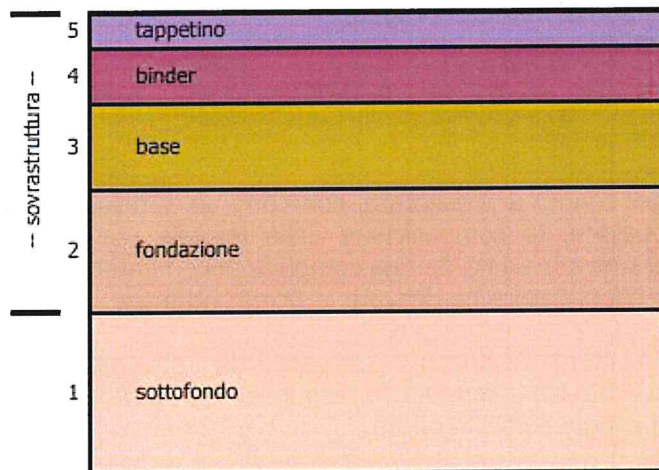 5 tappetino
4 binder
3 base
2 fondazione
1 sottofondo
— sovrastruttura —